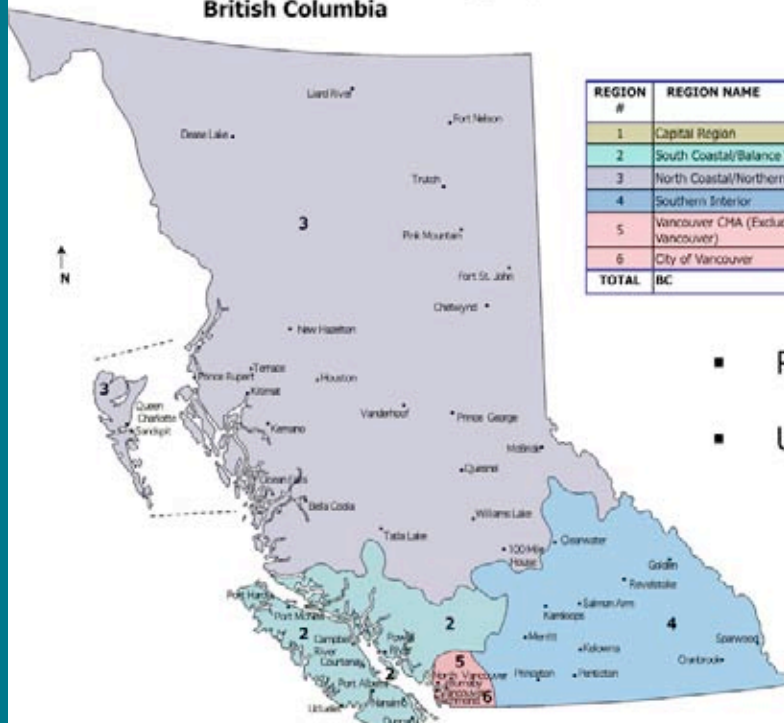 British Columbia
REGION #
REGION NAME
1 Capital Region
2 South Coastal/Balance
3 North Coastal/Northern
4 Southern Interior
5 Vancouver CMA (Exclu
Vancouver)
6 City of Vancouver
TOTAL BC
Liard River
Fort Nelson
Dease Lake
Trutch
3
Pink Mountain
N
Fort St. John
Chetwynd
New Hazelton
Terrace
Prince Rupert
Houston
Kitimat
3
Queen
Charlotte
Sandspit
Vanderhoof
Prince George
Kemano
McBride
Quesnel
Ocean Falls
Bella Coola
Williams Lake
Tatla Lake
100 Mile
House
Clearwater
Golden
Revelstoke
Port Hardy
Port McNeill
Salmon Arm
Kamloops
2
2
4
Campbell
River
Powell
River
Merritt
Kelowna
Sparwood
Courtenay
5
Cranbrook
North Vancouver
Princeton
Penticton
2
Port Alberni
Burnaby
Vancouver
Richmond
6
Nanaimo
Ucluelet
Duncan